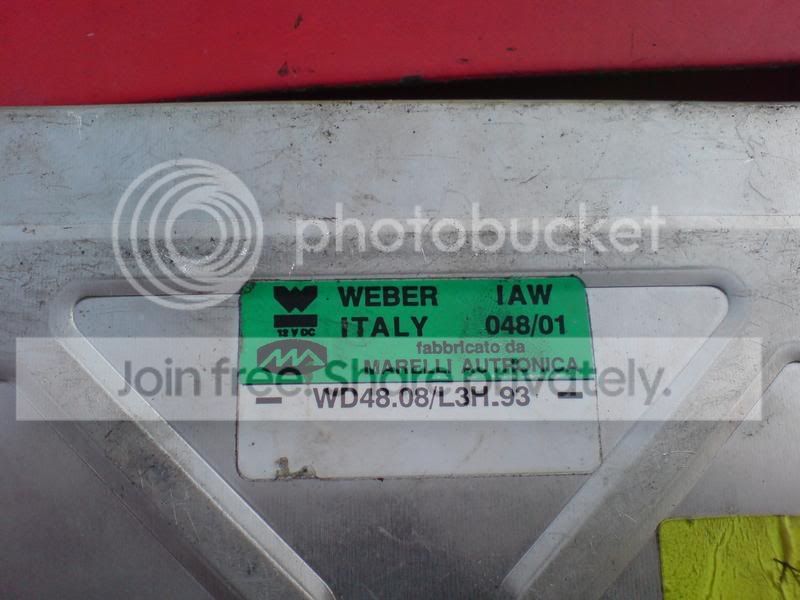 photobucket
WEBER IAW
12 V DC ITALY 048/01
fabbricato da
MARELLI AUTRONICA
Join free. Share privately.
WD48.08/L3H.93